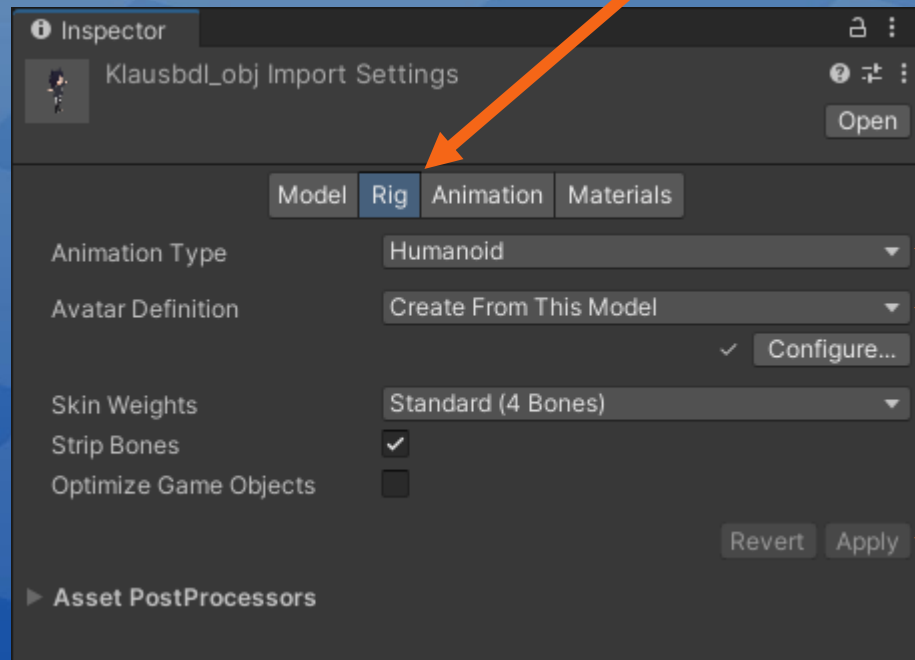 Inspector
Klausbdl_obj Import Settings
Open
Model Rig Animation Materials
Animation Type Humanoid
Avatar Definition Create From This Model
Configure...
Skin Weights Standard (4 Bones)
Strip Bones
Optimize Game Objects
Revert Apply
Asset PostProcessors